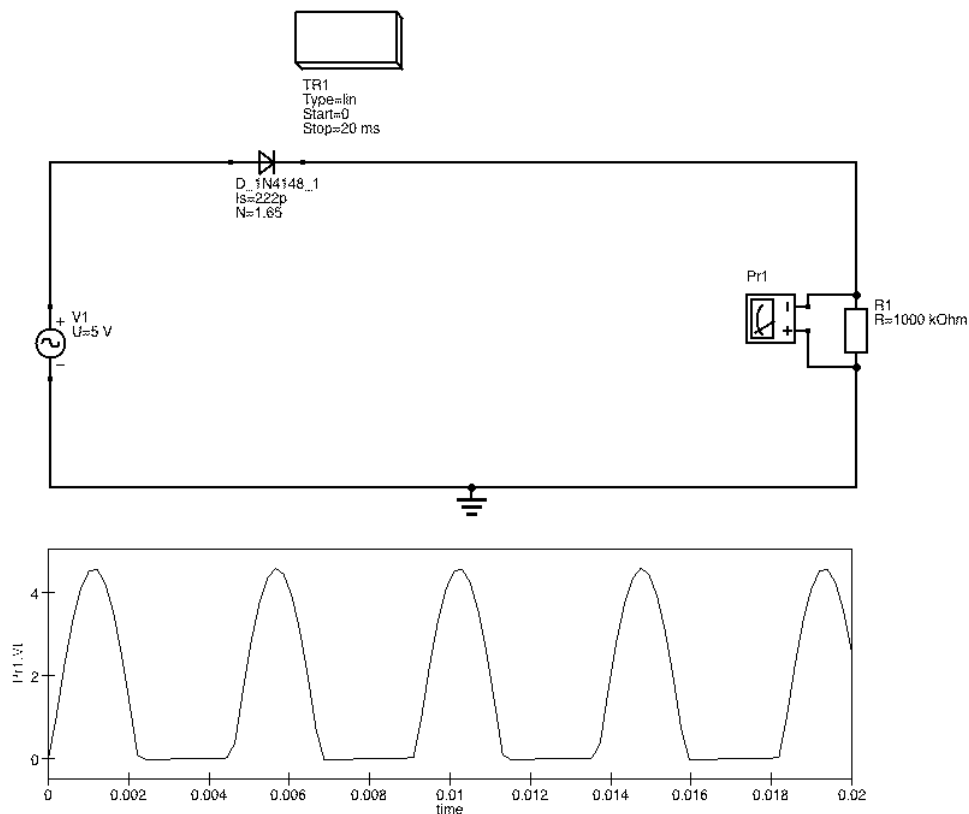 TR1
Type=lin
Start=0
Stop=20 ms
D_1N4148_1
Is=222p
N=1.65
Pr1
V1
U=5 V
R1
R=1000 kOhm
+
−
I
+
Pr1.Vt
4
2
0
0 0.002 0.004 0.006 0.008 0.01 0.012 0.014 0.016 0.018 0.02
time